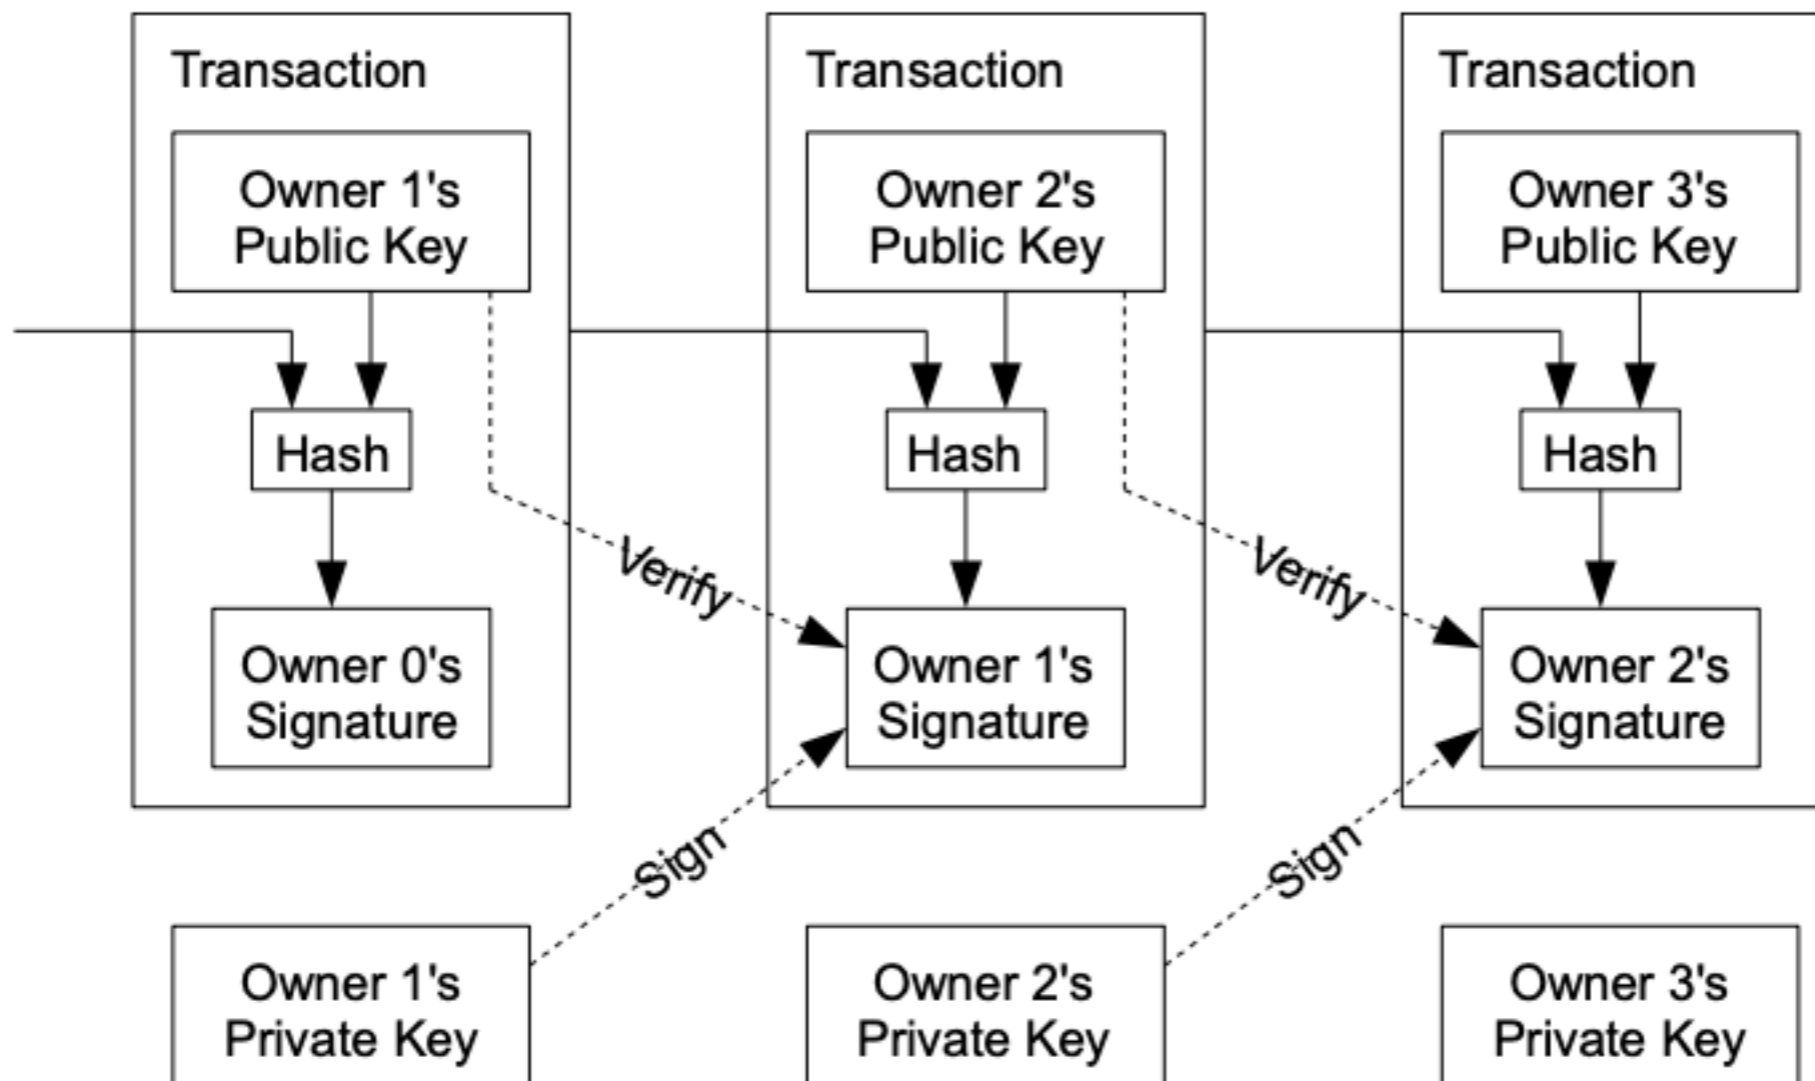 Transaction
Owner 1's
Public Key
Hash
Owner 0's
Signature
Transaction
Owner 2's
Public Key
Hash
Owner 1's
Signature
Transaction
Owner 3's
Public Key
Hash
Owner 2's
Signature
Verify
Verify
Sign
Sign
Owner 1's
Private Key
Owner 2's
Private Key
Owner 3's
Private Key